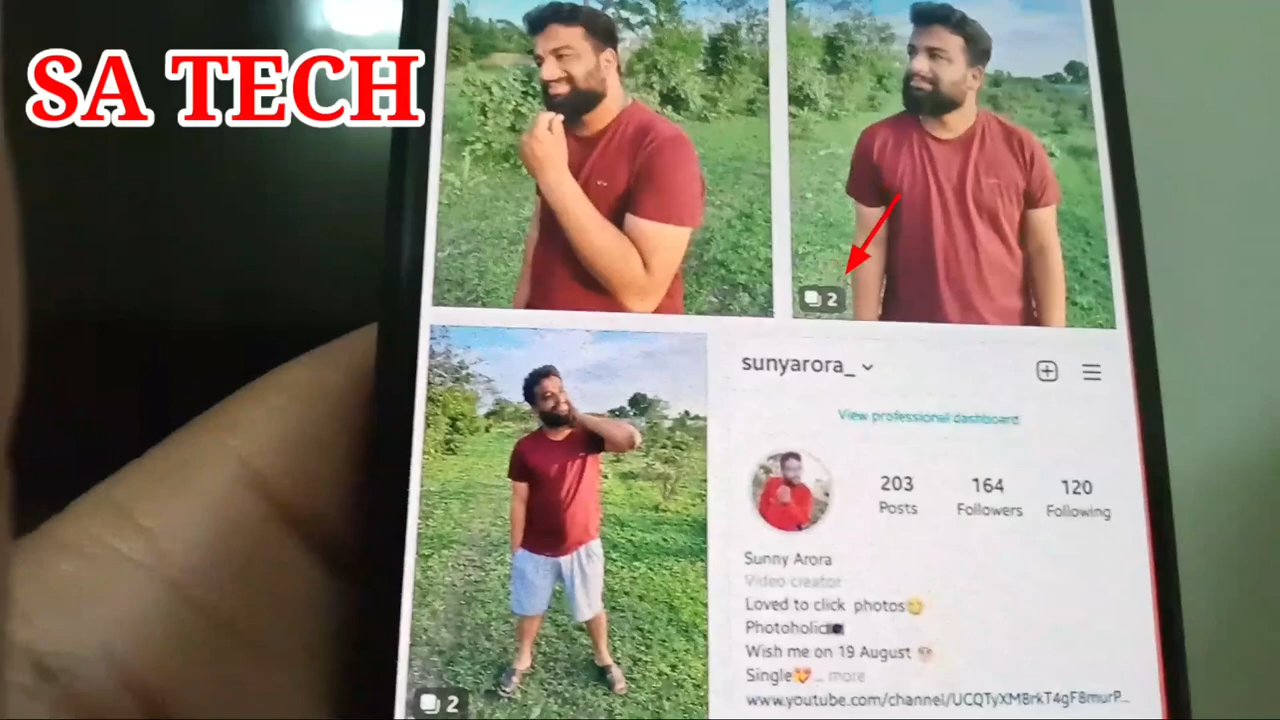 SA TECH
2
sunyarora_
View professional dashboard
203 164 120
Posts Followers Following
Sunny Arora
Video creator
Loved to click photos😊
Photoholic
Wish me on 19 August
Single💝... more
www.youtube.com/channel/UCQTyXM8rkT4gF8murP...
2